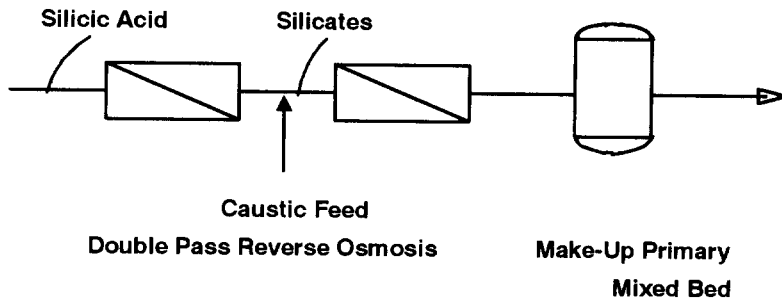 Silicic Acid
Silicates
Caustic Feed
Double Pass Reverse Osmosis
Make-Up Primary
Mixed Bed